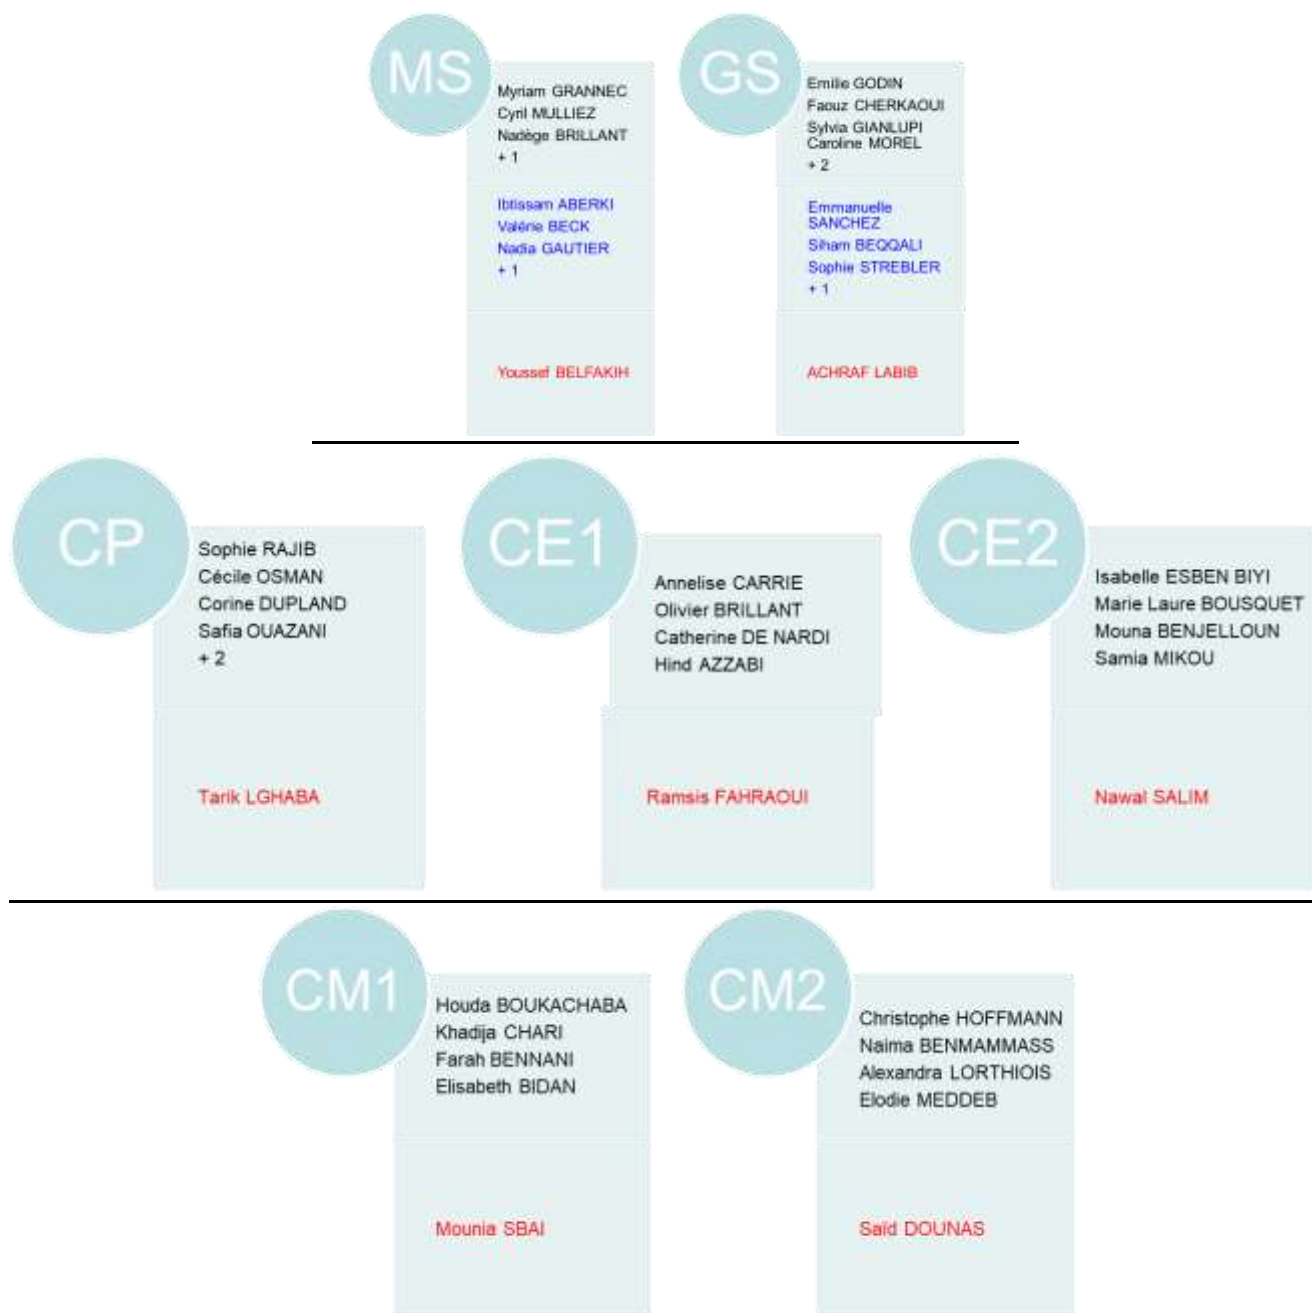 MS
Myriam GRANNEC
Cyril MULLIEZ
Nadège BRILLANT
+ 1
Ibtissam ABERKI
Valérie BECK
Nadia GAUTIER
+ 1
Youssef BELFAKIH
GS
Emilie GODIN
Faouz CHERKAOUI
Sylvia GIANLUPI
Caroline MOREL
+ 2
Emmanuelle
SANCHEZ
Siham BEQQALI
Sophie STREBLER
+ 1
ACHRAF LABIB
CP
Sophie RAJIB
Cécile OSMAN
Corine DUPLAND
Safia OUAZANI
+ 2
Tarik LGHABA
CE1
Annelise CARRIE
Olivier BRILLANT
Catherine DE NARDI
Hind AZZABI
Ramsis FAHRAOUI
CE2
Isabelle ESBEN BIYI
Marie Laure BOUSQUET
Mouna BENJELLOUN
Samia MIKOU
Nawal SALIM
CM1
Houda BOUKACHABA
Khadija CHARI
Farah BENNANI
Elisabeth BIDAN
Mounia SBAI
CM2
Christophe HOFFMANN
Naima BENMAMMASS
Alexandra LORTHIOIS
Elodie MEDDEB
Saïd DOUNAS